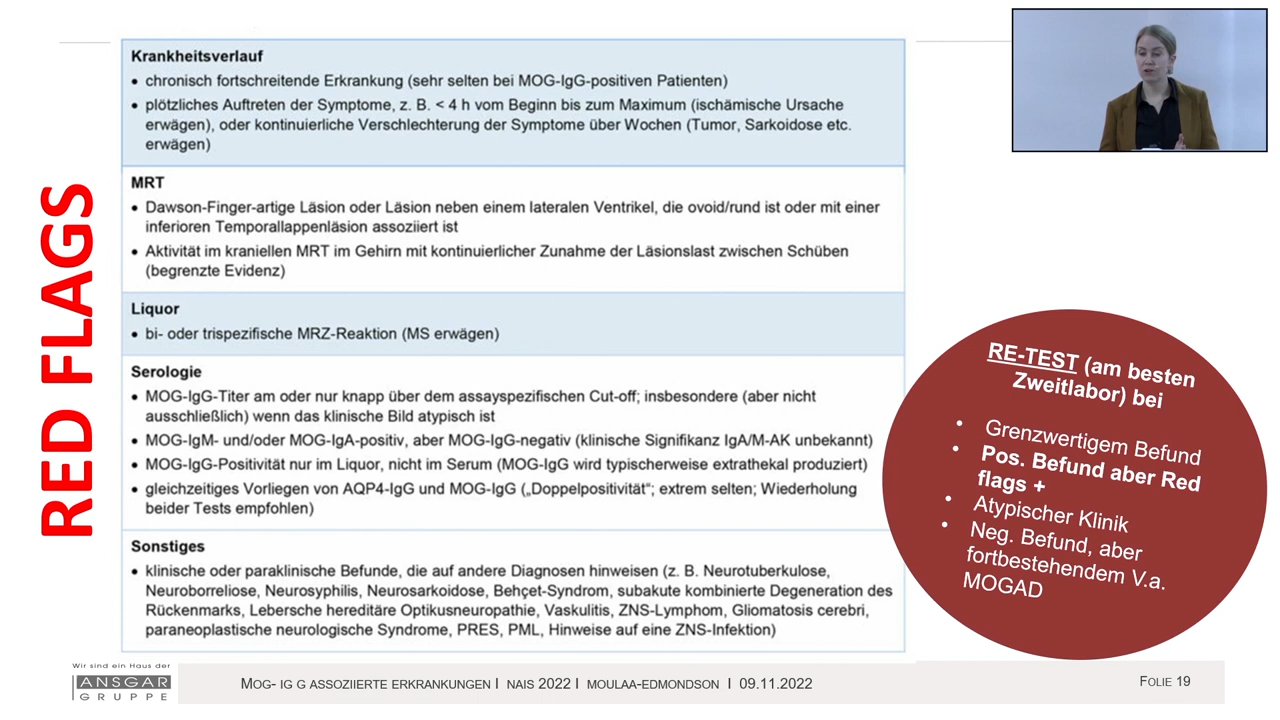 RED FLAGS
Krankheitsverlauf
• chronisch fortschreitende Erkrankung (sehr selten bei MOG-IgG-positiven Patienten)
• plötzliches Auftreten der Symptome, z. B. < 4 h vom Beginn bis zum Maximum (ischämische Ursache
erwägen), oder kontinuierliche Verschlechterung der Symptome über Wochen (Tumor, Sarkoidose etc.
erwägen)
MRT
• Dawson-Finger-artige Läsion oder Läsion neben einem lateralen Ventrikel, die ovoid/rund ist oder mit einer
inferioren Temporallappenläsion assoziiert ist
• Aktivität im kraniellen MRT im Gehirn mit kontinuierlicher Zunahme der Läsionslast zwischen Schüben
(begrenzte Evidenz)
Liquor
• bi- oder trispezifische MRZ-Reaktion (MS erwägen)
Serologie
• MOG-IgG-Titer am oder nur knapp über dem assayspezifischen Cut-off; insbesondere (aber nicht
ausschließlich) wenn das klinische Bild atypisch ist
• MOG-IgM- und/oder MOG-IgA-positiv, aber MOG-IgG-negativ (klinische Signifikanz IgA/M-AK unbekannt)
• MOG-IgG-Positivität nur im Liquor, nicht im Serum (MOG-IgG wird typischerweise extrathekal produziert)
• gleichzeitiges Vorliegen von AQP4-IgG und MOG-IgG („Doppelpositivität“; extrem selten; Wiederholung
beider Tests empfohlen)
Sonstiges
• klinische oder paraklinische Befunde, die auf andere Diagnosen hinweisen (z. B. Neurotuberkulose,
Neuroborreliose, Neurosyphilis, Neurosarkoidose, Behçet-Syndrom, subakute kombinierte Degeneration des
Rückenmarks, Lebersche hereditäre Optikusneuropathie, Vaskulitis, ZNS-Lymphom, Gliomatosis cerebri,
paraneoplastische neurologische Syndrome, PRES, PML, Hinweise auf eine ZNS-Infektion)
RE-TEST (am besten
Zweitlabor) bei
• Grenzwertigem Befund
• Pos. Befund aber Red
flags +
• Atypischer Klinik
• Neg. Befund, aber
fortbestehendem V.a.
MOGAD
Wir sind ein Haus der
ANSGAR
GRUPPE
MOG- IG G ASSOZIIERTE ERKRANKUNGEN I NAIS 2022 I MOULAA-EDMONDSON I 09.11.2022
FOLIE 19